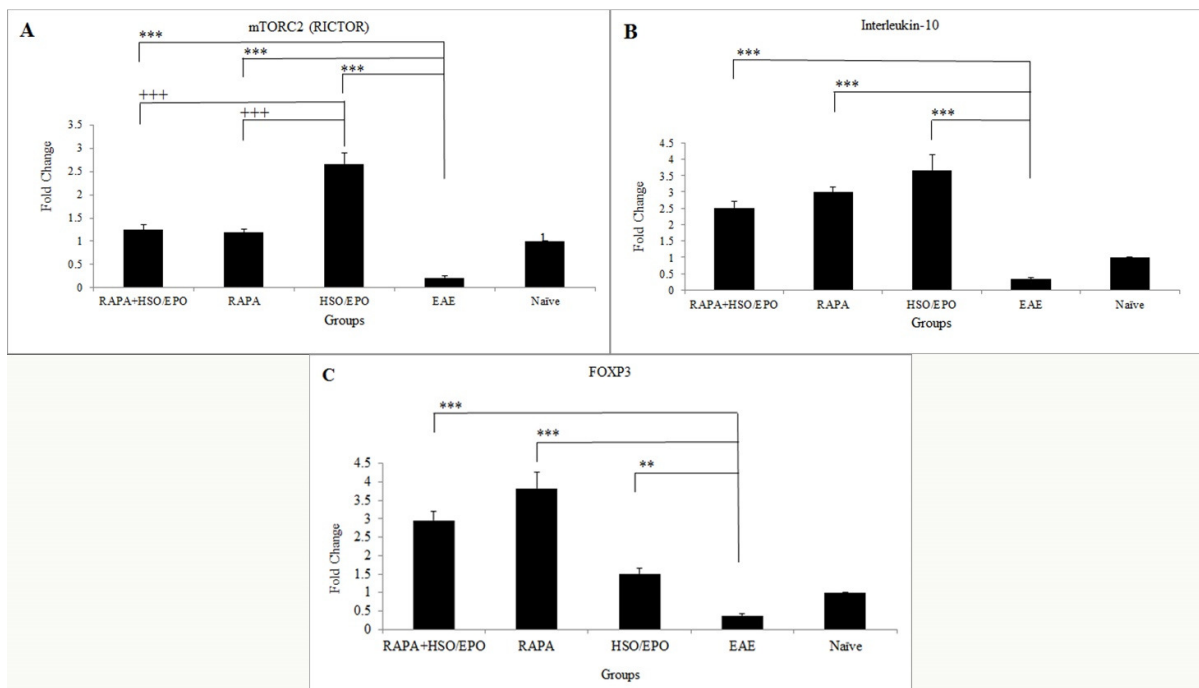 A
mTORC2 (RICTOR)
***
***
***
+++
+++
3.5
3
2.5
2
1.5
1
0.5
0
Fold Change
1
RAPA+HSO/EPO RAPA HSO/EPO EAE Naïve
Groups
B
Interleukin-10
***
***
***
4.5
4
3.5
3
2.5
2
1.5
1
0.5
0
Fold Change
RAPA+HSO/EPO RAPA HSO/EPO EAE Naïve
Groups
C
FOXP3
***
***
**
4.5
4
3.5
3
2.5
2
1.5
1
0.5
0
Fold Change
RAPA+HSO/EPO RAPA HSO/EPO EAE Naïve
Groups